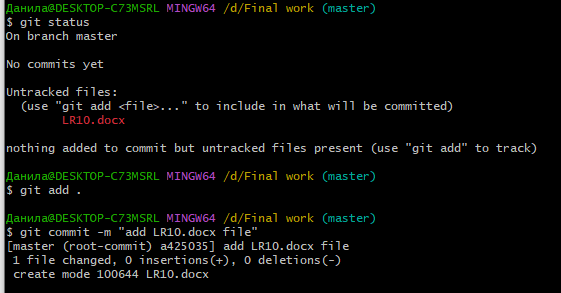 Данила@DESKTOP-C73MSRL MINGW64 /d/Final work (master)
$ git status
On branch master
No commits yet
Untracked files:
  (use "git add <file>..." to include in what will be committed)
        LR10.docx
nothing added to commit but untracked files present (use "git add" to track)
Данила@DESKTOP-C73MSRL MINGW64 /d/Final work (master)
$ git add .
Данила@DESKTOP-C73MSRL MINGW64 /d/Final work (master)
$ git commit -m "add LR10.docx file"
[master (root-commit) a425035] add LR10.docx file
 1 file changed, 0 insertions(+), 0 deletions(-)
 create mode 100644 LR10.docx